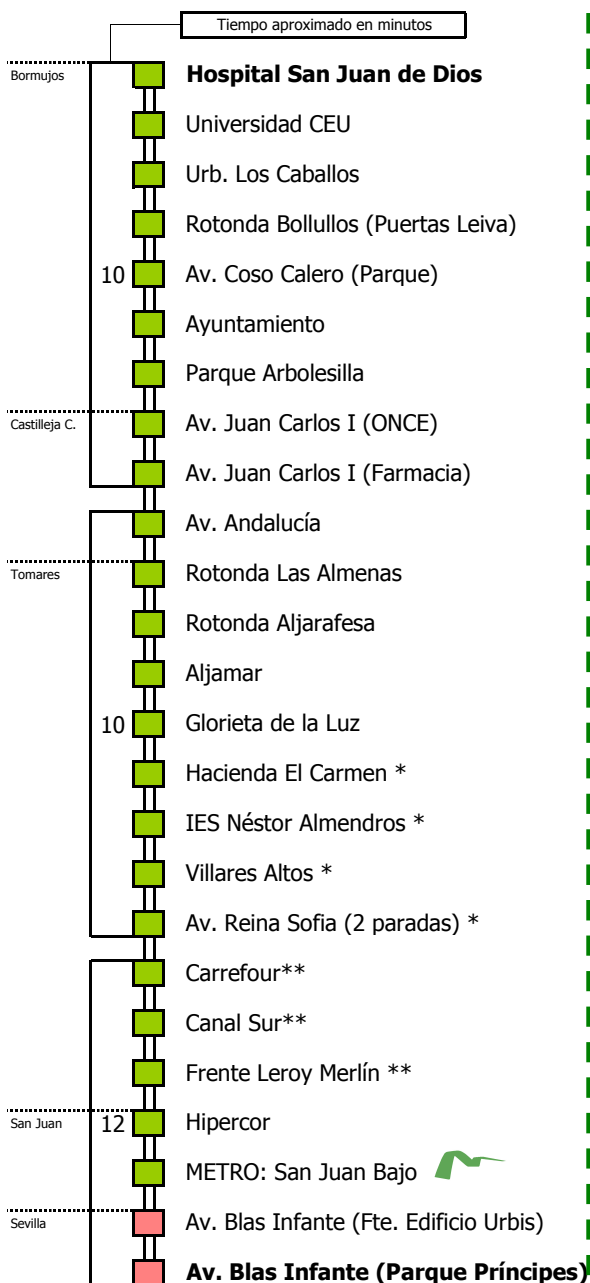 Tiempo aproximado en minutos
Bormujos
Hospital San Juan de Dios
Universidad CEU
Urb. Los Caballos
Rotonda Bollullos (Puertas Leiva)
10
Av. Coso Calero (Parque)
Ayuntamiento
Parque Arbolesilla
Castilleja C.
Av. Juan Carlos I (ONCE)
Av. Juan Carlos I (Farmacia)
Av. Andalucía
Tomares
Rotonda Las Almenas
Rotonda Aljarafesa
Aljamar
10
Glorieta de la Luz
Hacienda El Carmen *
IES Néstor Almendros *
Villares Altos *
Av. Reina Sofia (2 paradas) *
Carrefour**
Canal Sur**
Frente Leroy Merlín **
San Juan
12
Hipercor
METRO: San Juan Bajo
Sevilla
Av. Blas Infante (Fte. Edificio Urbis)
Av. Blas Infante (Parque Príncipes)